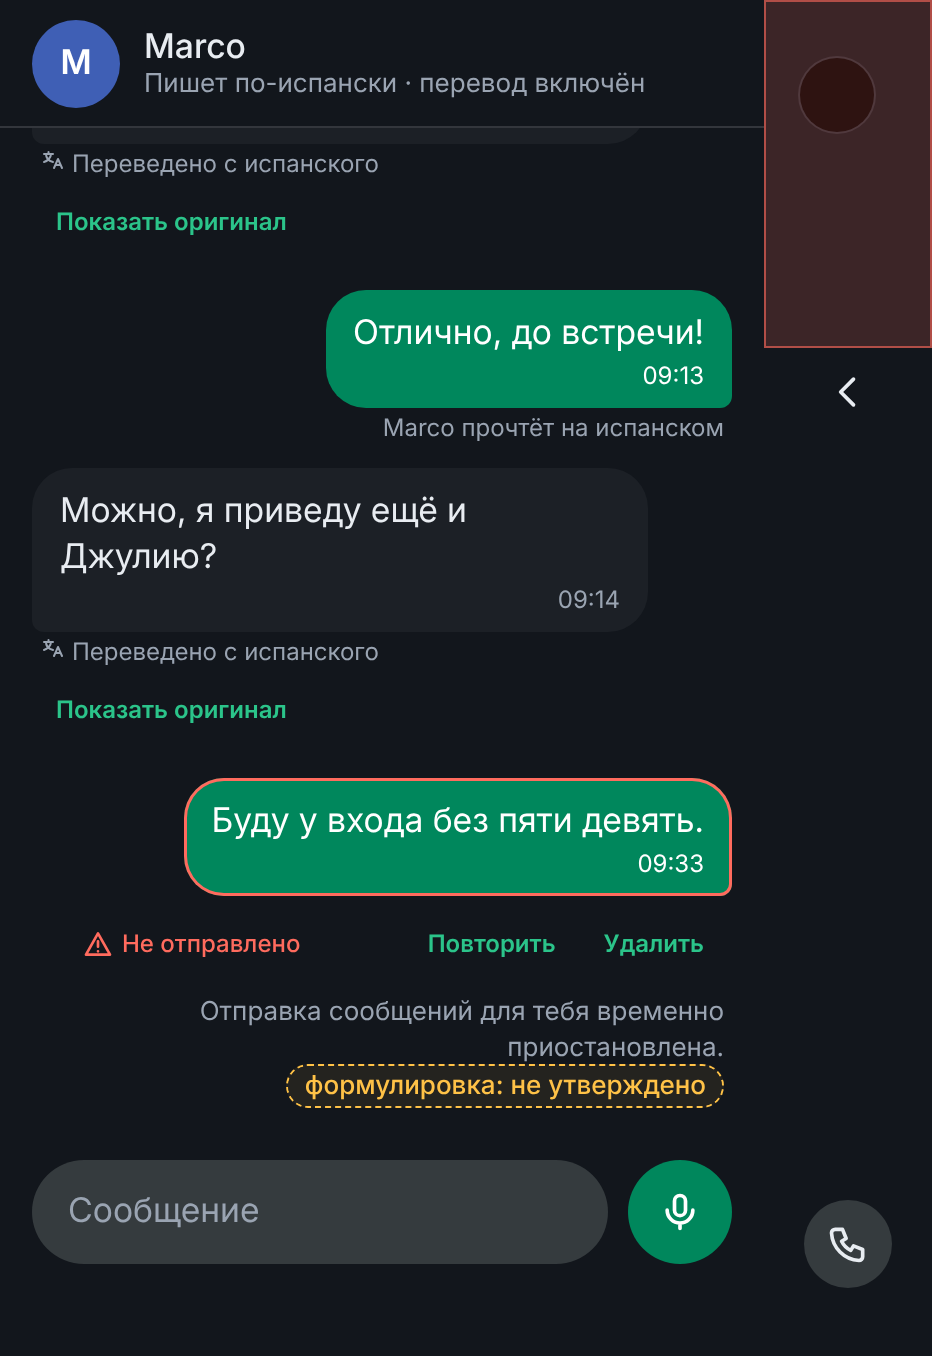 M
Marco
Пишет по-испански · перевод включён
Переведено с испанского
Показать оригинал
Отлично, до встречи!
09:13
Marco прочтёт на испанском
Можно, я приведу ещё и
Джулию?
09:14
Переведено с испанского
Показать оригинал
Буду у входа без пяти девять.
09:33
Не отправлено
Повторить
Удалить
Отправка сообщений для тебя временно
приостановлена.
формулировка: не утверждено
Сообщение